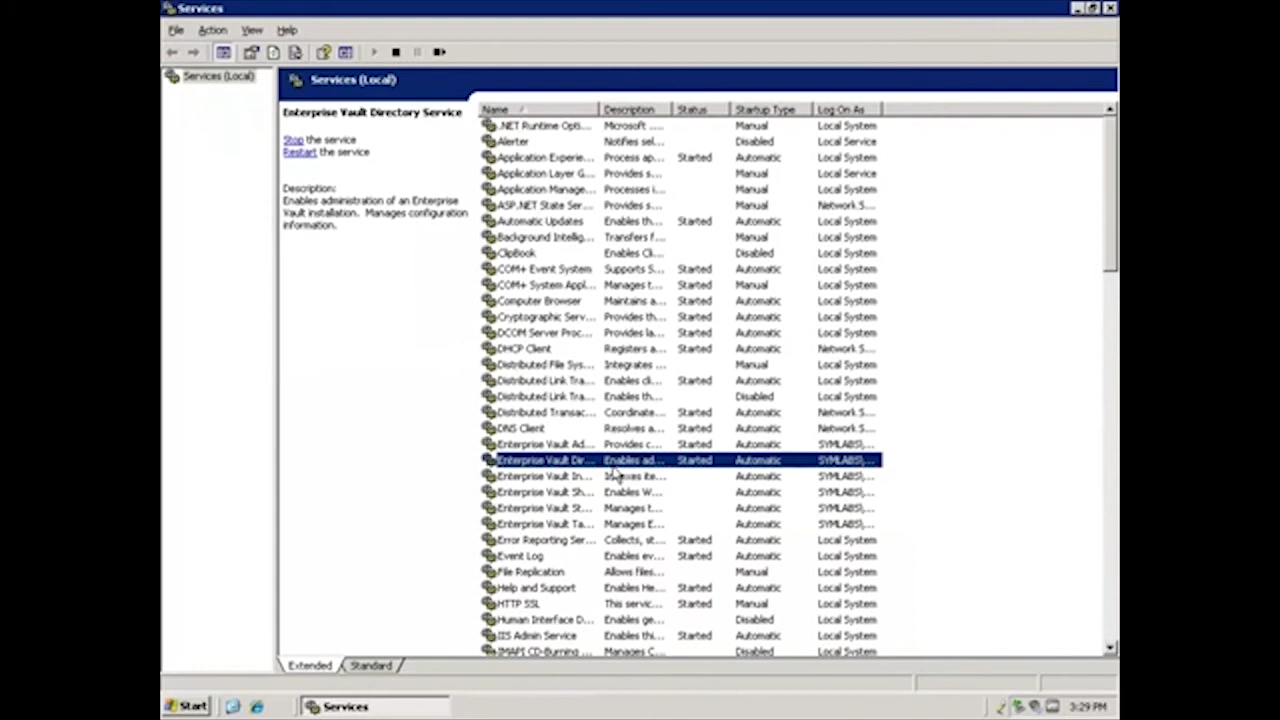 Services
File Action View Help
Services (Local)
Services (Local)
Enterprise Vault Directory Service
Stop the service
Restart the service
Description:
Enables administration of an Enterprise
Vault installation. Manages configuration
information.
Name Description Status Startup Type Log On As
.NET Runtime Opti... Microsoft .... Manual Local System
Alerter Notifies sel... Disabled Local Service
Application Experie... Process ap... Started Automatic Local System
Application Layer G... Provides s... Manual Local Service
Application Manage... Processes i... Manual Local System
ASP.NET State Ser... Provides s... Manual Network S...
Automatic Updates Enables th... Started Automatic Local System
Background Intellig... Transfers f... Manual Local System
ClipBook Enables Cli... Disabled Local System
COM+ Event System Supports S... Started Automatic Local System
COM+ System Appl... Manages t... Started Manual Local System
Computer Browser Maintains a... Started Automatic Local System
Cryptographic Serv... Provides th... Started Automatic Local System
DCOM Server Proc... Provides la... Started Automatic Local System
DHCP Client Registers a... Started Automatic Network S...
Distributed File Sys... Integrates ... Manual Local System
Distributed Link Tra... Enables cli... Started Automatic Local System
Distributed Link Tra... Enables th... Disabled Local System
Distributed Transac... Coordinate... Started Automatic Network S...
DNS Client Resolves a... Started Automatic Network S...
Enterprise Vault Ad... Provides c... Started Automatic SYMLABS\...
Enterprise Vault Dir... Enables ad... Started Automatic SYMLABS\...
Enterprise Vault In... Indexes ite... Automatic SYMLABS\...
Enterprise Vault Sh... Enables W... Automatic SYMLABS\...
Enterprise Vault St... Manages t... Automatic SYMLABS\...
Enterprise Vault Ta... Manages E... Automatic SYMLABS\...
Error Reporting Ser... Collects, st... Started Automatic Local System
Event Log Enables ev... Started Automatic Local System
File Replication Allows files... Manual Local System
Help and Support Enables He... Started Automatic Local System
HTTP SSL This servic... Started Manual Local System
Human Interface D... Enables ge... Disabled Local System
IIS Admin Service Enables thi... Started Automatic Local System
IMAPI CD-Burning ... Manages C... Disabled Local System
Extended Standard
Start Services 3:29 PM